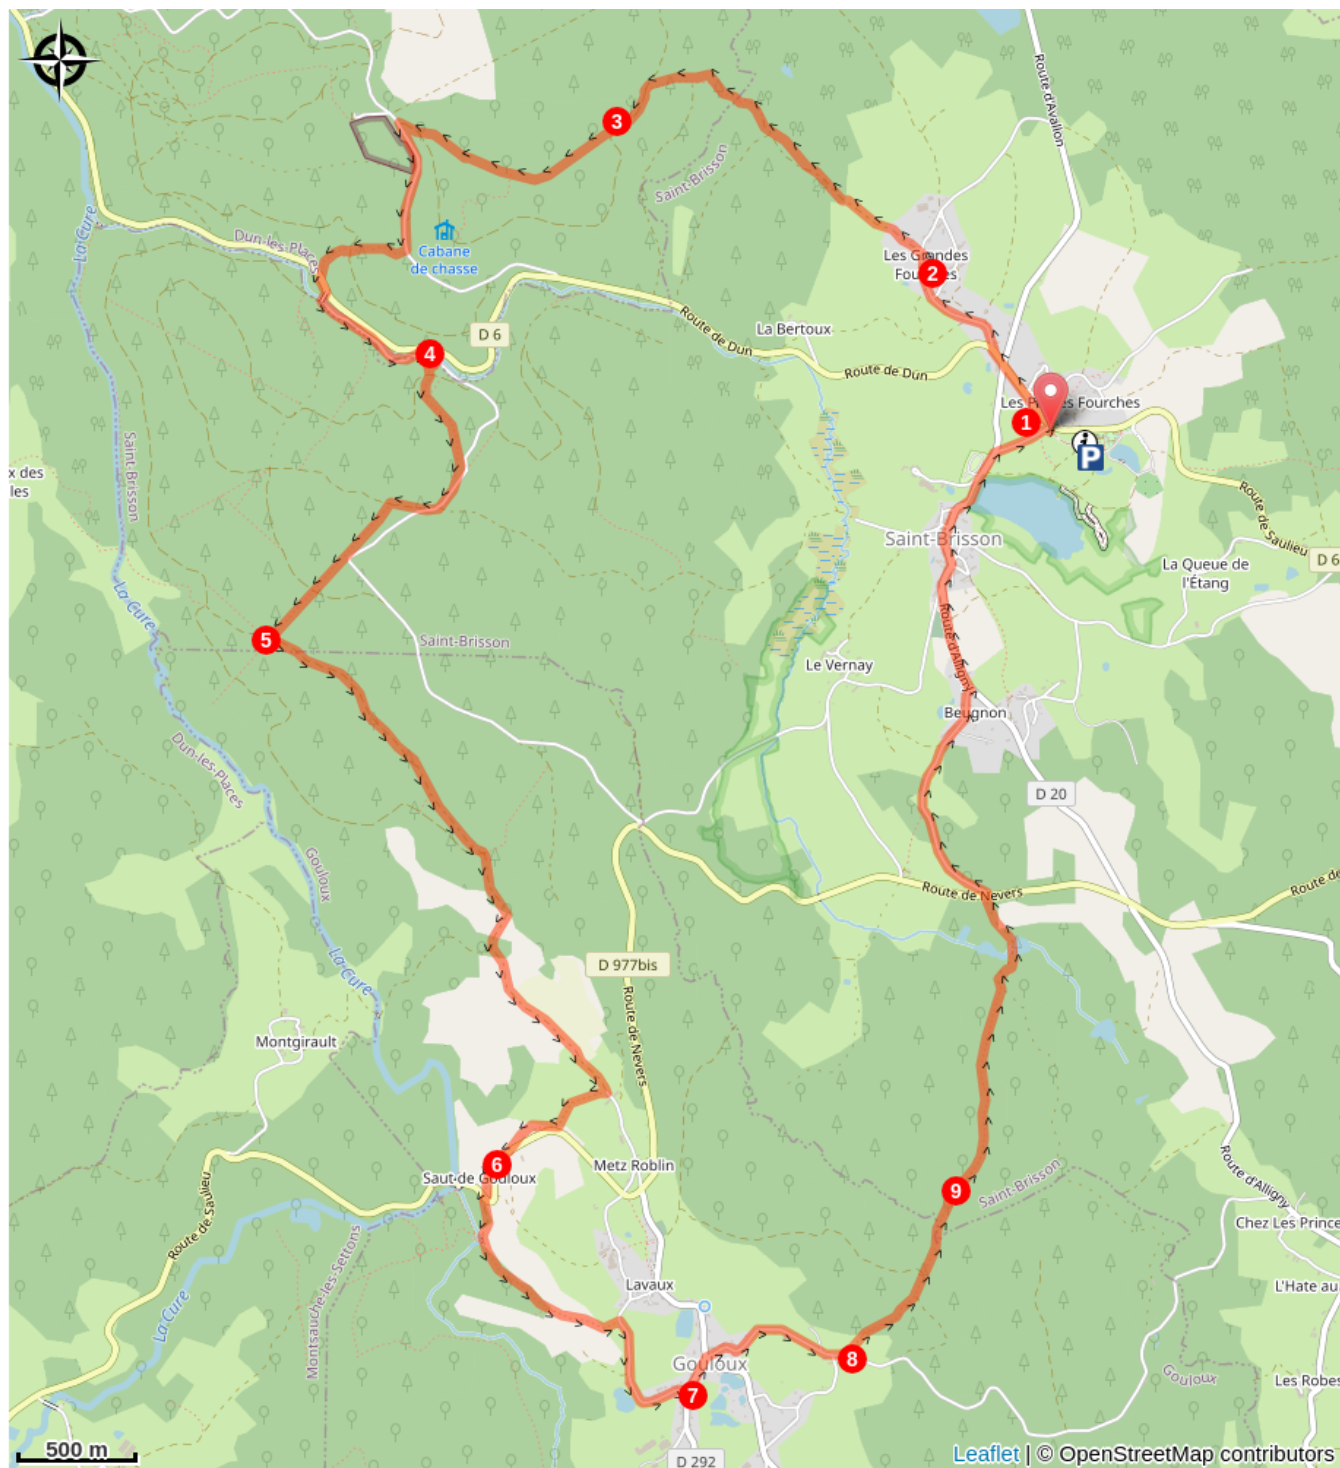 Route d'Avallon
3
Saint-Brisson
La Cure
Dun-les-Places
Cabane
de chasse
Les Grandes
2
D 6
Route de Dun
La Bertoux
4
Route de Dun
1
P
x des
les
Saint-Brisson
Route de Saulieu
Saint-Brisson
La Queue de
l'Étang
D 6
La Cure
5
Saint-Brisson
Route d'Alligny
Le Vernay
Beugnon
Dun-les-Places
D 20
Gouloux
Route de Nevers
Route de
La Cure
D 977bis
Route de Nevers
Montgirault
6
Metz Roblin
Saut de Gouloux
9
Saint-Brisson
Route d'Alligny
Route de Saulieu
Chez Les Prince
Montsauche-les-Settons
Lavaux
L'Hate au
La Cure
Gouloux
8
Gouloux
Les Robes
7
500 m
D 292
Leaflet | © OpenStreetMap contributors